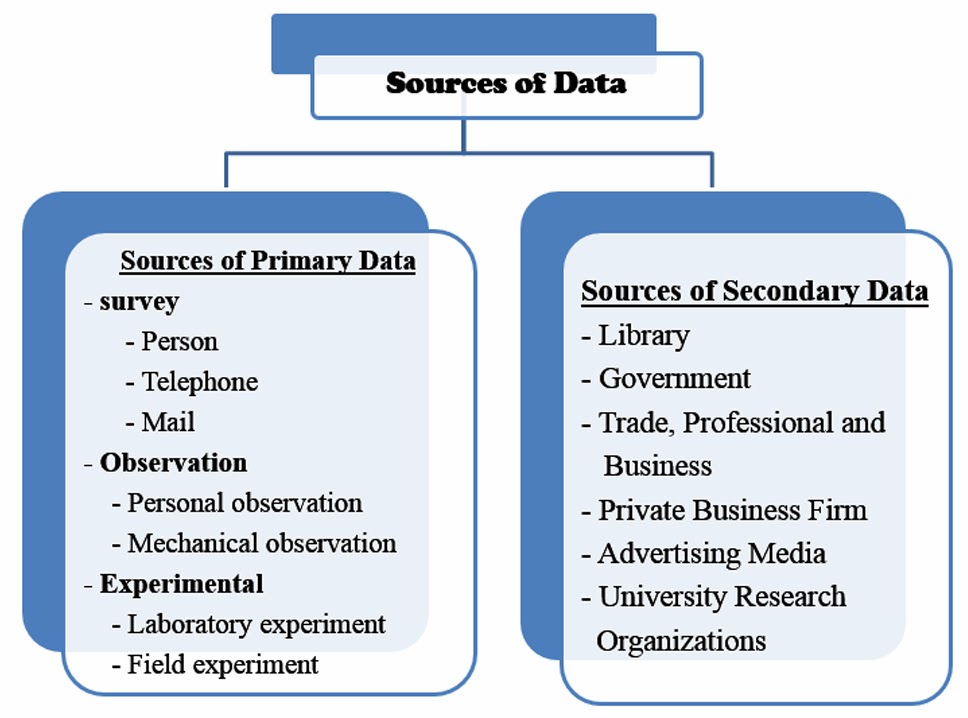 Sources of Data
Sources of Primary Data
- survey
- Person
- Telephone
- Mail
- Observation
- Personal observation
- Mechanical observation
- Experimental
- Laboratory experiment
- Field experiment
Sources of Secondary Data
- Library
- Government
- Trade, Professional and
Business
- Private Business Firm
- Advertising Media
- University Research
Organizations